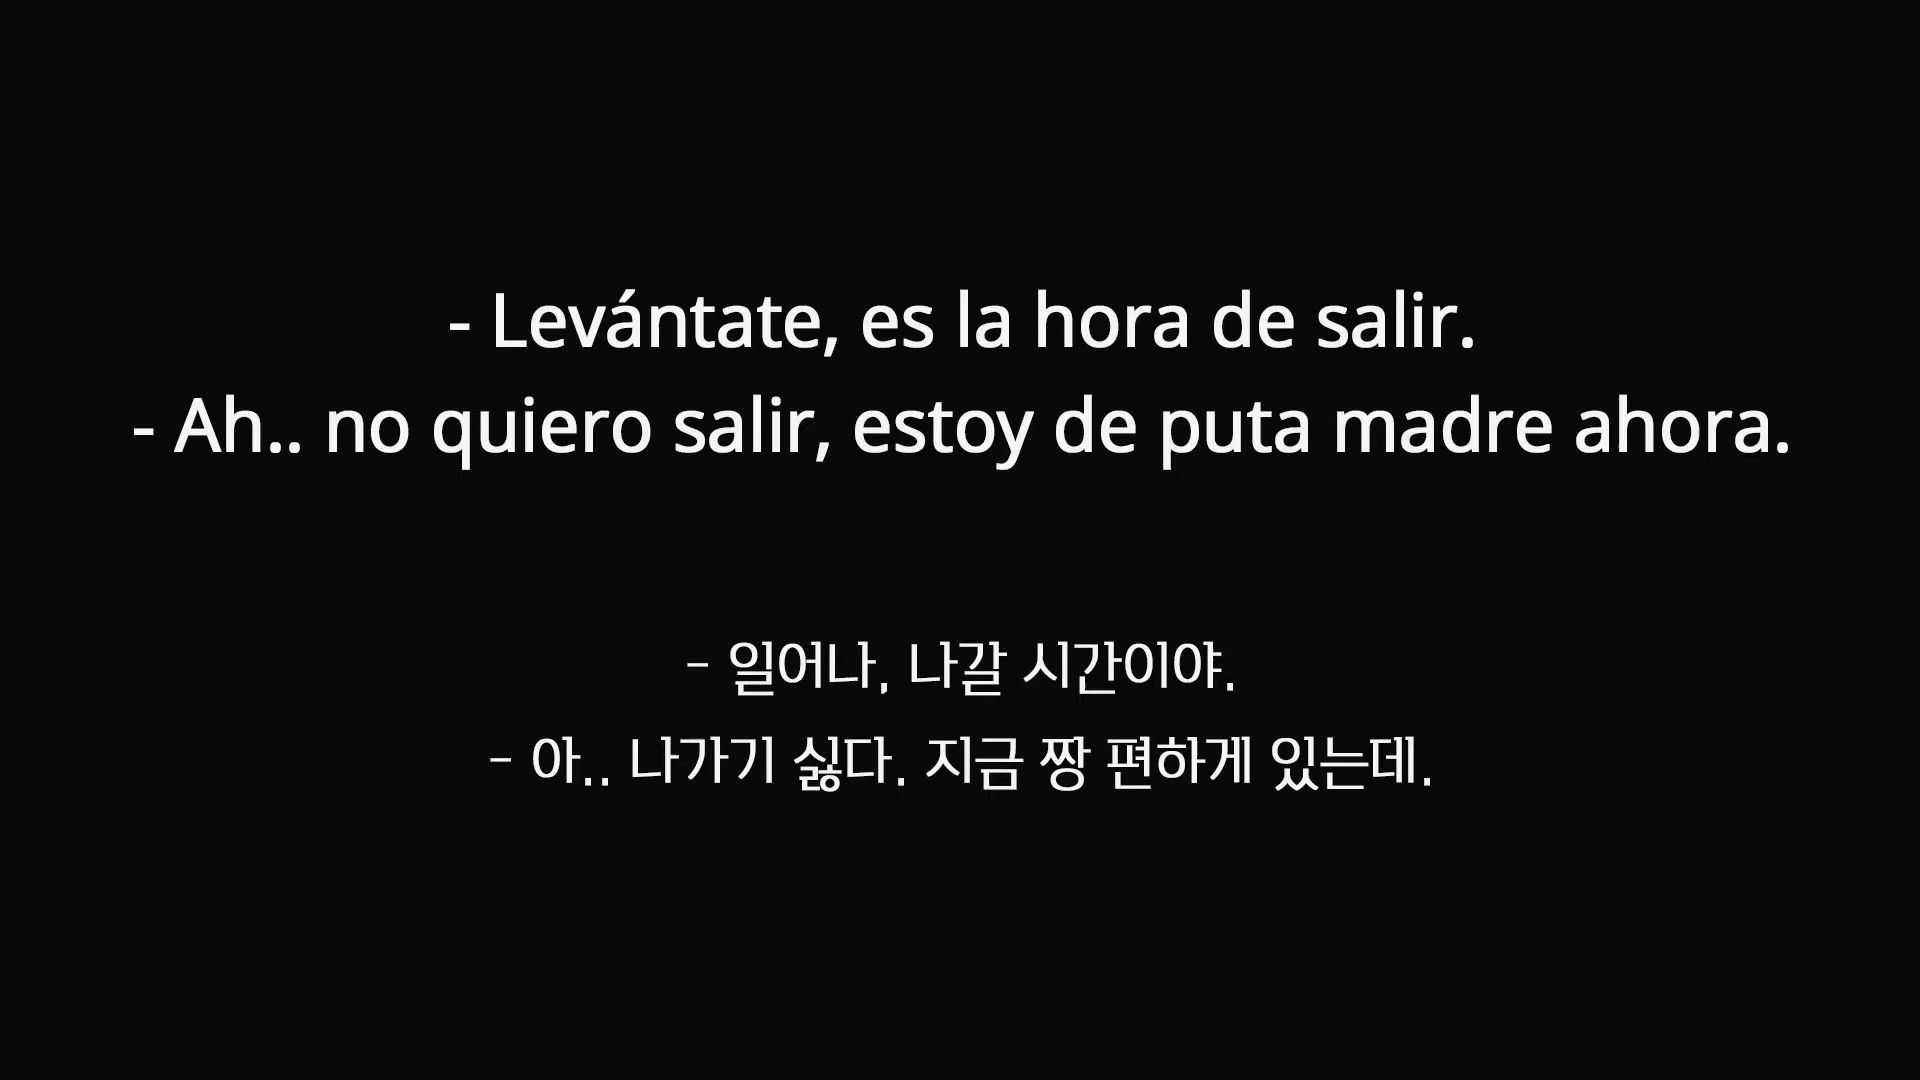 - Levántate, es la hora de salir.
- Ah.. no quiero salir, estoy de puta madre ahora.
- 일어나, 나갈 시간이야.
- 아.. 나가기 싫다. 지금 짱 편하게 있는데.